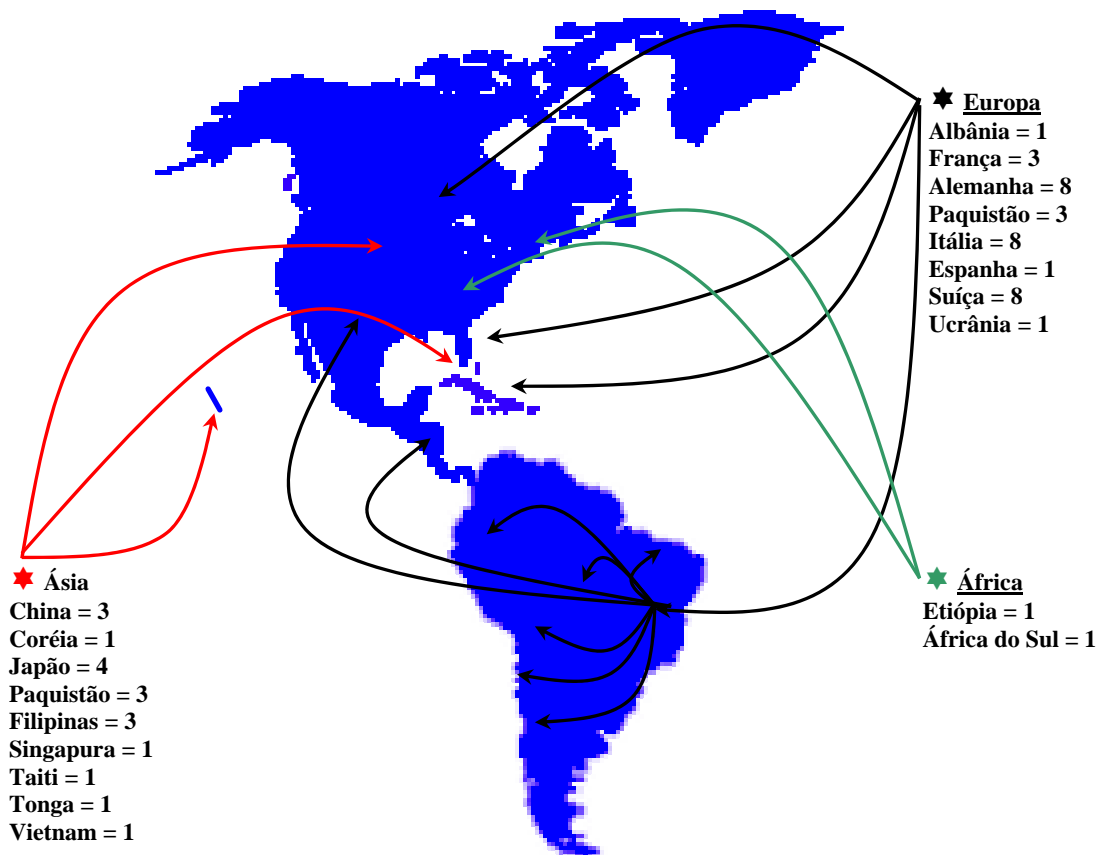 Europa
Albânia = 1
França = 3
Alemanha = 8
Paquistão = 3
Itália = 8
Espanha = 1
Suíça = 8
Ucrânia = 1
Ásia
China = 3
Coréia = 1
Japão = 4
Paquistão = 3
Filipinas = 3
Singapura = 1
Taiti = 1
Tonga = 1
Vietnam = 1
África
Etiópia = 1
África do Sul = 1